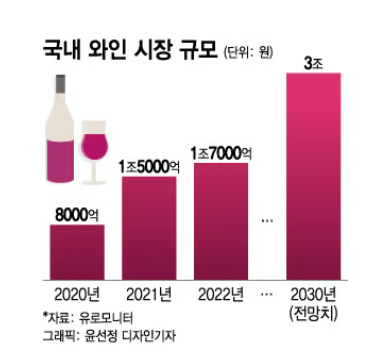 국내 와인 시장 규모 (단위: 원)
3조
1조7000억
1조5000억
8000억
...
2020년 2021년 2022년 ... 2030년
(전망치)
*자료: 유로모니터
그래픽: 윤선정 디자인기자